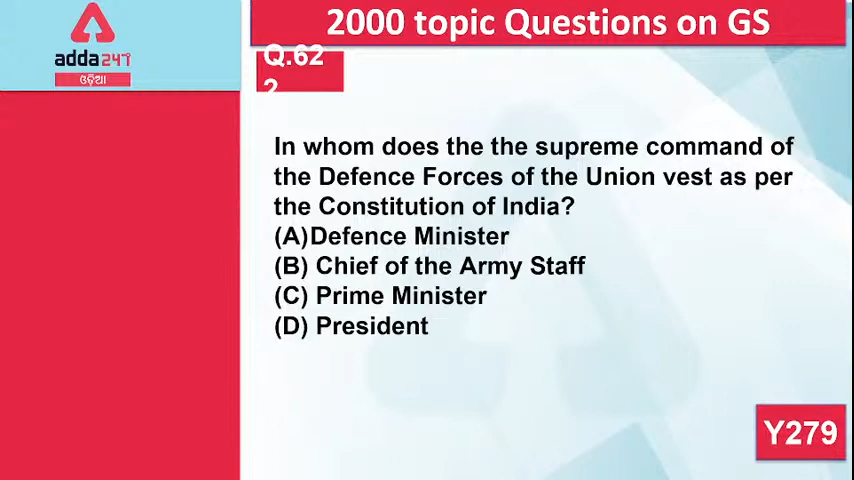 2000 topic Questions on GS
adda247
ଓଡ଼ିଆ
Q.62
2
In whom does the the supreme command of
the Defence Forces of the Union vest as per
the Constitution of India?
(A)Defence Minister
(B) Chief of the Army Staff
(C) Prime Minister
(D) President
Y279